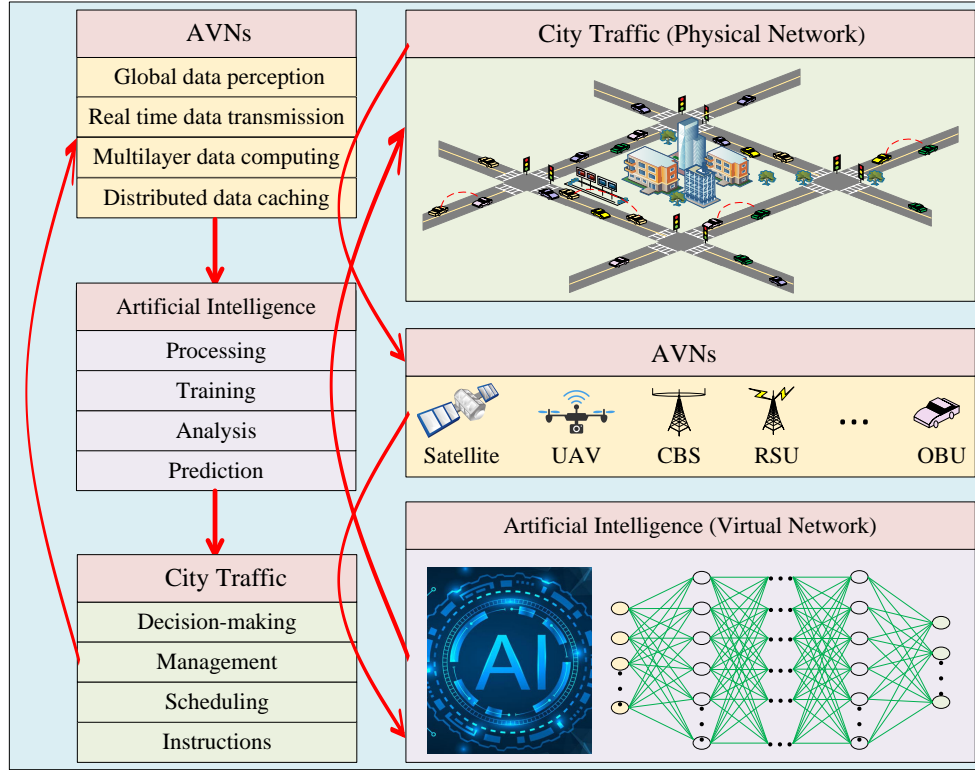 AVNs
Global data perception
Real time data transmission
Multilayer data computing
Distributed data caching
Artificial Intelligence
Processing
Training
Analysis
Prediction
City Traffic
Decision-making
Management
Scheduling
Instructions
City Traffic (Physical Network)
AVNs
Satellite
UAV
CBS
RSU
...
OBU
Artificial Intelligence (Virtual Network)
AI